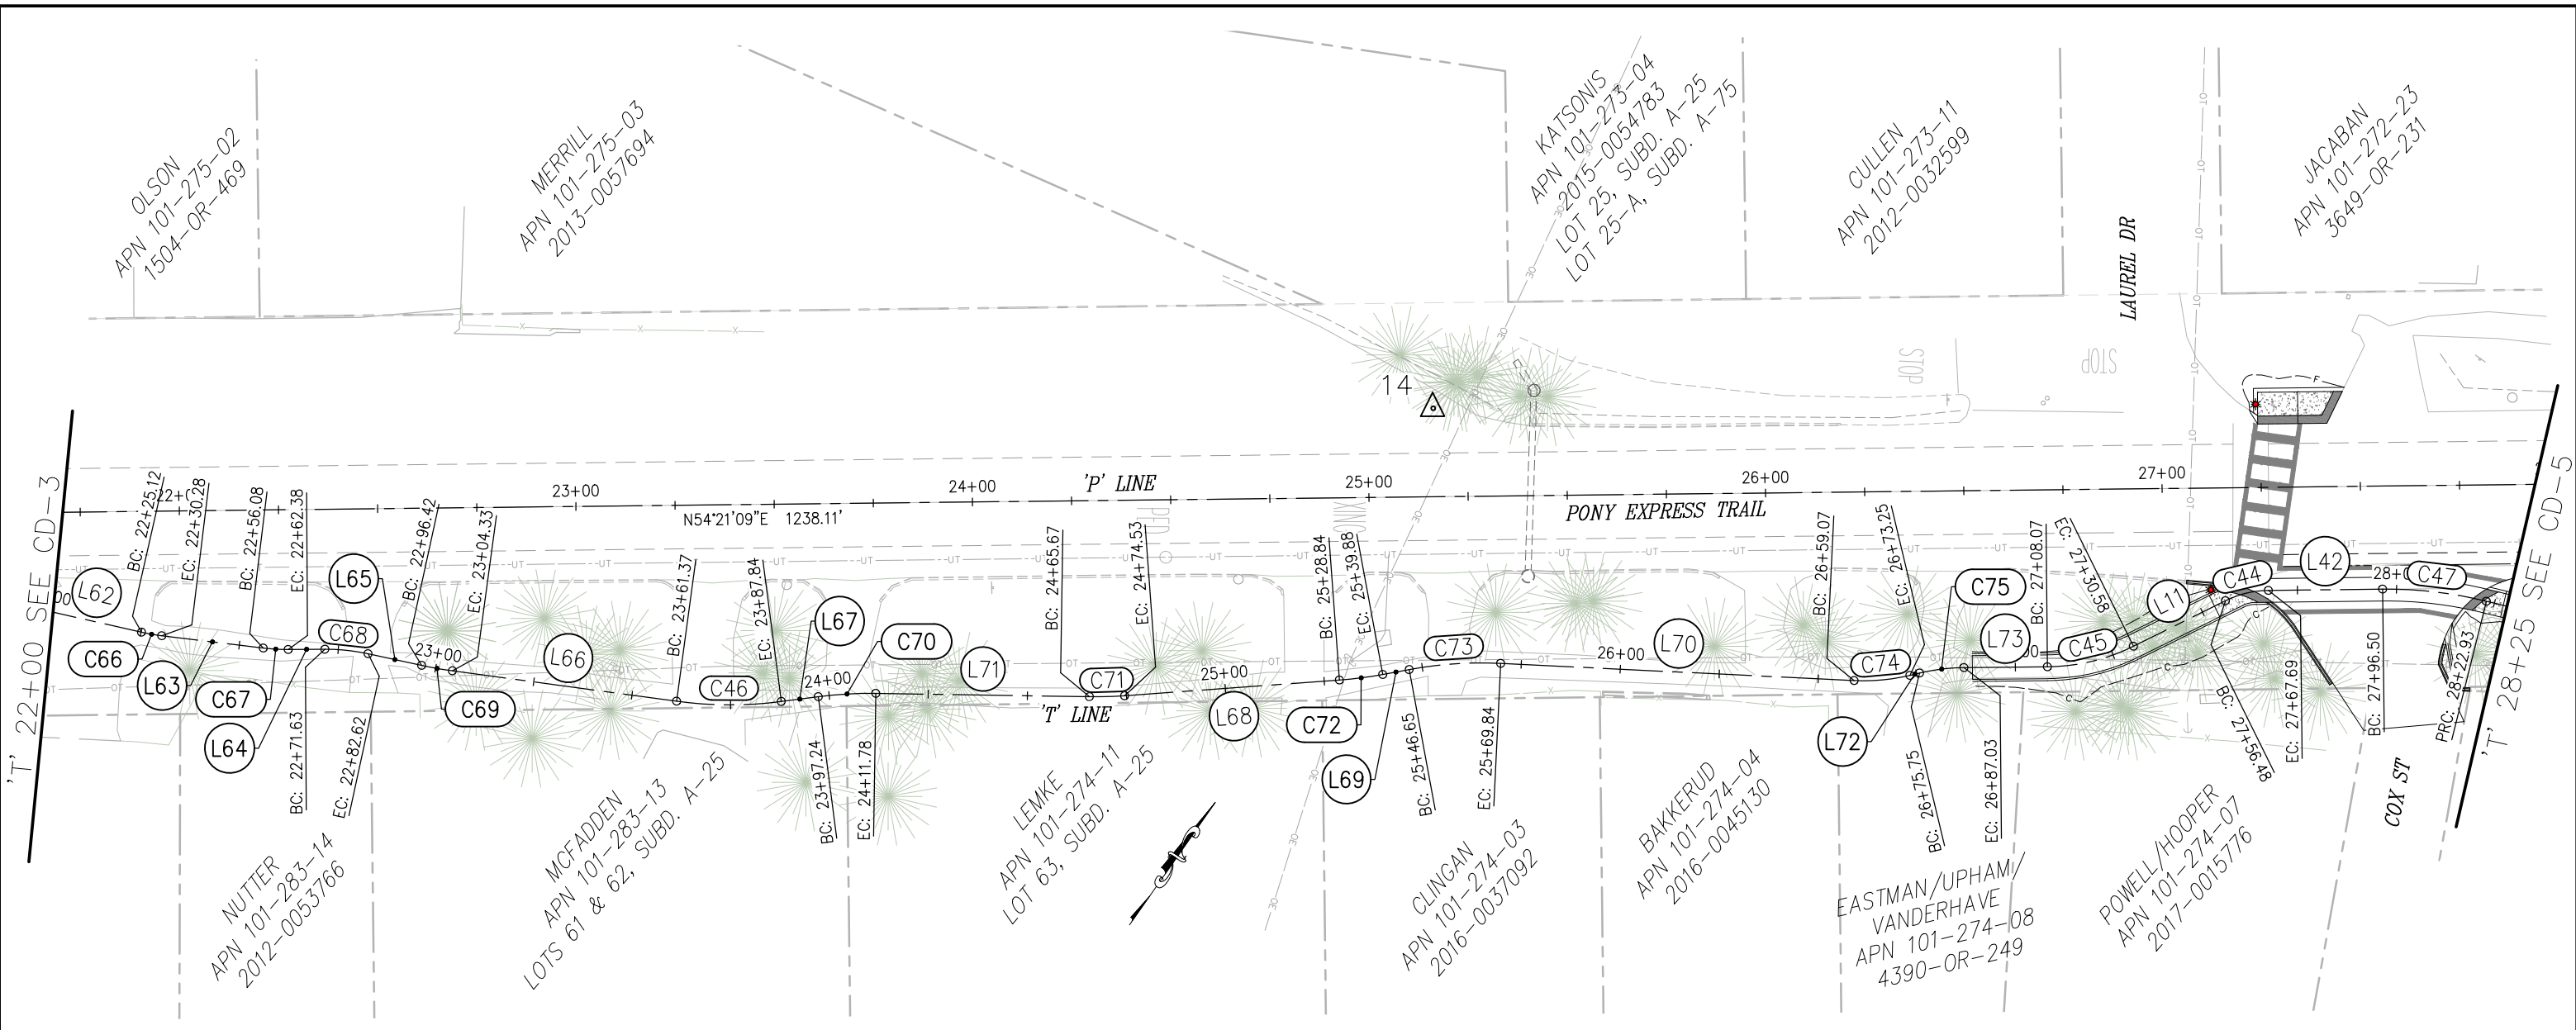 OLSON
APN 101-275-02
1504-OR-469
MERRILL
APN 101-275-03
2013-0057694
KATSONIS
APN 101-273-04
2015-0054783
LOT 25, SUBD. A-25
LOT 25-A, SUBD. A-75
CULLEN
APN 101-273-11
2012-0032599
LAUREL DR
JACABAN
APN 101-272-23
3649-OR-231
STOP
STOP
14
'T' 22+00 SEE CD-3
'T' 28+25 SEE CD-5
23+00
24+00
'P' LINE
25+00
26+00
27+00
N54°21'09"E 1238.11'
PONY EXPRESS TRAIL
BC: 22+25.12
EC: 22+30.28
BC: 22+56.08
EC: 22+62.38
BC: 22+96.42
EC: 23+04.33
BC: 23+61.37
EC: 23+87.84
BC: 24+65.67
EC: 24+74.53
BC: 25+28.84
EC: 25+39.88
BC: 26+59.07
EC: 26+73.25
BC: 27+08.07
EC: 27+30.58
L62
L65
L67
C70
C75
L42
C44
C47
L11
C66
L63
C67
L64
C68
23+00
C69
L66
C46
24+00
L71
C71
25+00
L68
C72
L69
C73
26+00
L70
C74
L72
L73
C45
'T' LINE
BC: 22+71.63
EC: 22+82.62
BC: 23+97.24
EC: 24+11.78
BC: 25+46.65
EC: 25+69.84
BC: 26+75.75
EC: 26+87.03
BC: 27+56.48
EC: 27+67.69
BC: 27+96.50
PRC: 28+22.93
COX ST
NUTTER
APN 101-283-14
2012-0053766
MCFADDEN
APN 101-283-13
LOTS 61 & 62, SUBD. A-25
LEMKE
APN 101-274-11
LOT 63, SUBD. A-25
CLINGAN
APN 101-274-03
2016-0037092
BAKKERUD
APN 101-274-04
2016-0045130
EASTMAN/UPHAM/
VANDERHAVE
APN 101-274-08
4390-OR-249
POWELL/HOOPER
APN 101-274-07
2017-0015776